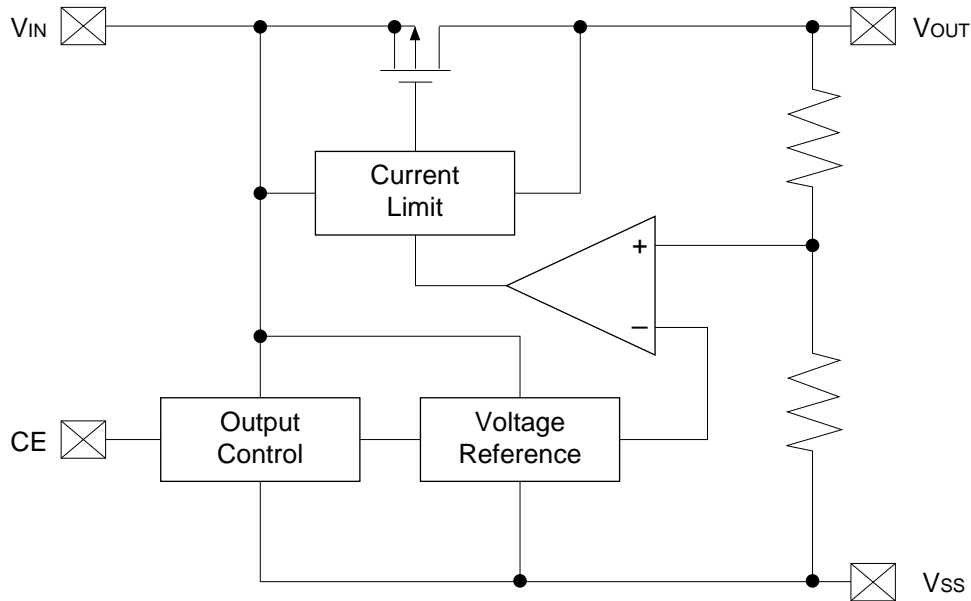 VIN
VOUT
Current
Limit
+
−
CE
Output
Control
Voltage
Reference
VSS